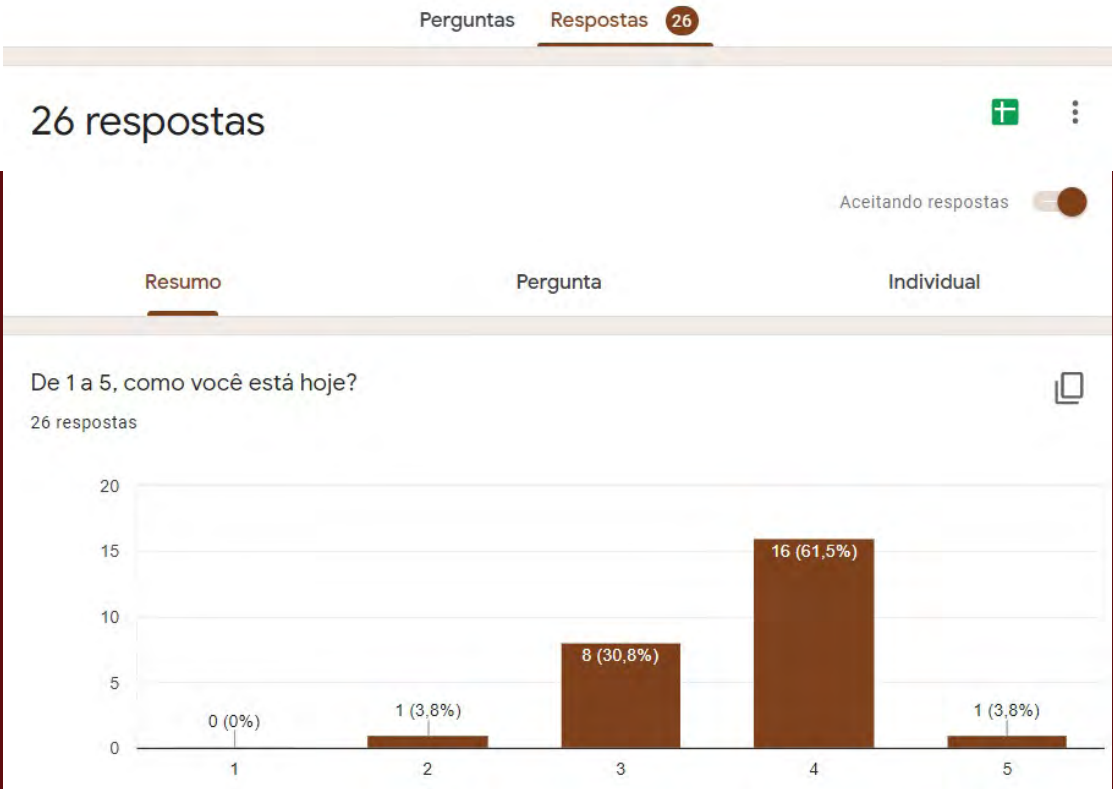 Perguntas Respostas 26
26 respostas
Aceitando respostas
Resumo Pergunta Individual
De 1 a 5, como você está hoje?
26 respostas
20
15
10
5
0
0 (0%)
1 (3,8%)
8 (30,8%)
16 (61,5%)
1 (3,8%)
1 2 3 4 5